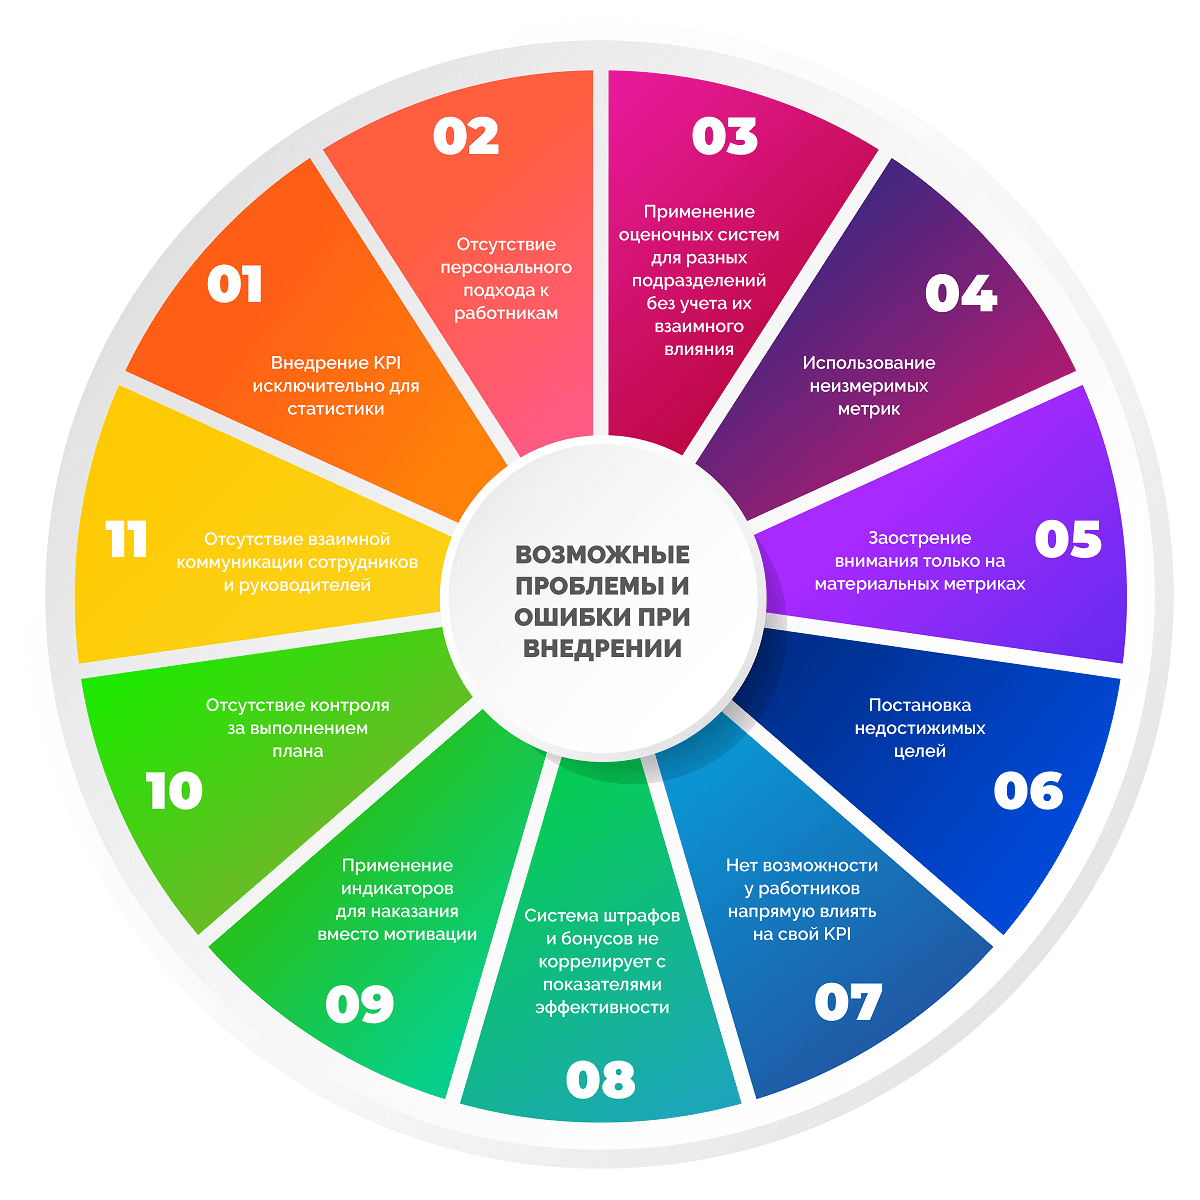 ВОЗМОЖНЫЕ
ПРОБЛЕМЫ И
ОШИБКИ ПРИ
ВНЕДРЕНИИ
01
Внедрение KPI
исключительно для
статистики
02
Отсутствие
персонального
подхода к
работникам
03
Применение
оценочных систем
для разных
подразделений
без учета их
взаимного
влияния
04
Использование
неизмеримых
метрик
05
Заострение
внимания только на
материальных метриках
06
Постановка
недостижимых
целей
07
Нет возможности
у работников
напрямую влиять
на свой KPI
08
Система штрафов
и бонусов не
коррелирует с
показателями
эффективности
09
Применение
индикаторов
для наказания
вместо мотивации
10
Отсутствие контроля
за выполнением
плана
11
Отсутствие взаимной
коммуникации сотрудников
и руководителей